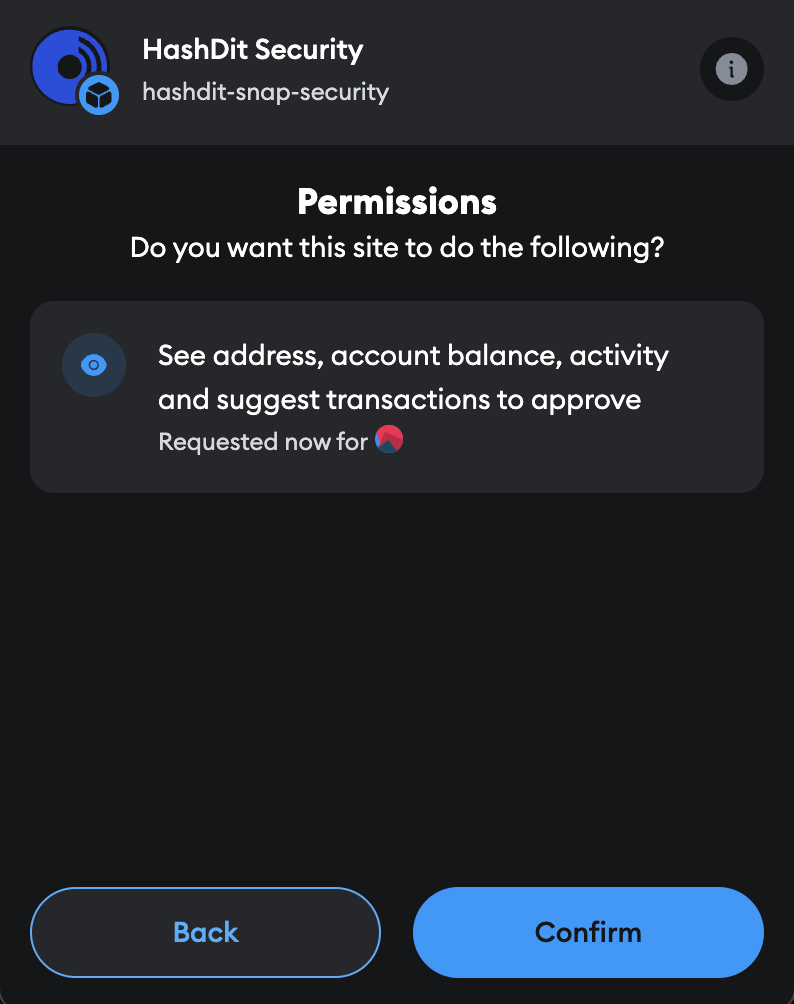 HashDit Security
hashdit-snap-security
i
Permissions
Do you want this site to do the following?
See address, account balance, activity
and suggest transactions to approve
Requested now for
Back
Confirm